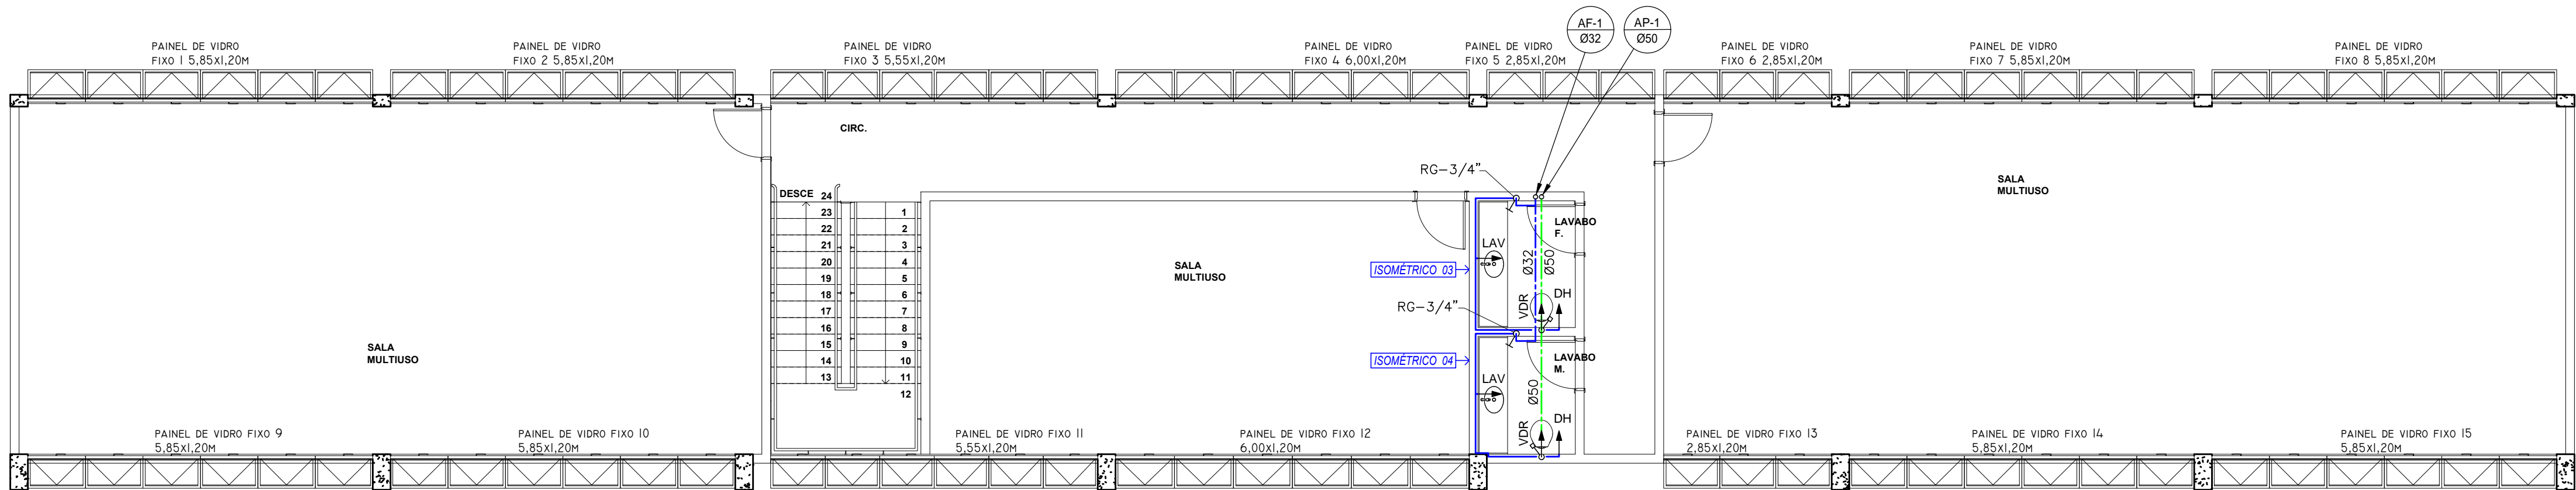 AF-1
Ø32
AP-1
Ø50
PAINEL DE VIDRO
FIXO 1 5,85X1,20M
PAINEL DE VIDRO
FIXO 2 5,85X1,20M
PAINEL DE VIDRO
FIXO 3 5,55X1,20M
PAINEL DE VIDRO
FIXO 4 6,00X1,20M
PAINEL DE VIDRO
FIXO 5 2,85X1,20M
PAINEL DE VIDRO
FIXO 6 2,85X1,20M
PAINEL DE VIDRO
FIXO 7 5,85X1,20M
PAINEL DE VIDRO
FIXO 8 5,85X1,20M
CIRC.
RG-3/4"
SALA
MULTIUSO
DESCE 24
23
22
21
20
19
18
17
16
15
14
13
1
2
3
4
5
6
7
8
9
10
11
12
LAVABO
F.
LAV
Ø32
Ø50
SALA
MULTIUSO
ISOMÉTRICO 03
VDR
DH
RG-3/4"
SALA
MULTIUSO
ISOMÉTRICO 04
LAVABO
M.
LAV
Ø50
VDR
DH
PAINEL DE VIDRO FIXO 9
5,85X1,20M
PAINEL DE VIDRO FIXO 10
5,85X1,20M
PAINEL DE VIDRO FIXO 11
5,55X1,20M
PAINEL DE VIDRO FIXO 12
6,00X1,20M
PAINEL DE VIDRO FIXO 13
2,85X1,20M
PAINEL DE VIDRO FIXO 14
5,85X1,20M
PAINEL DE VIDRO FIXO 15
5,85X1,20M